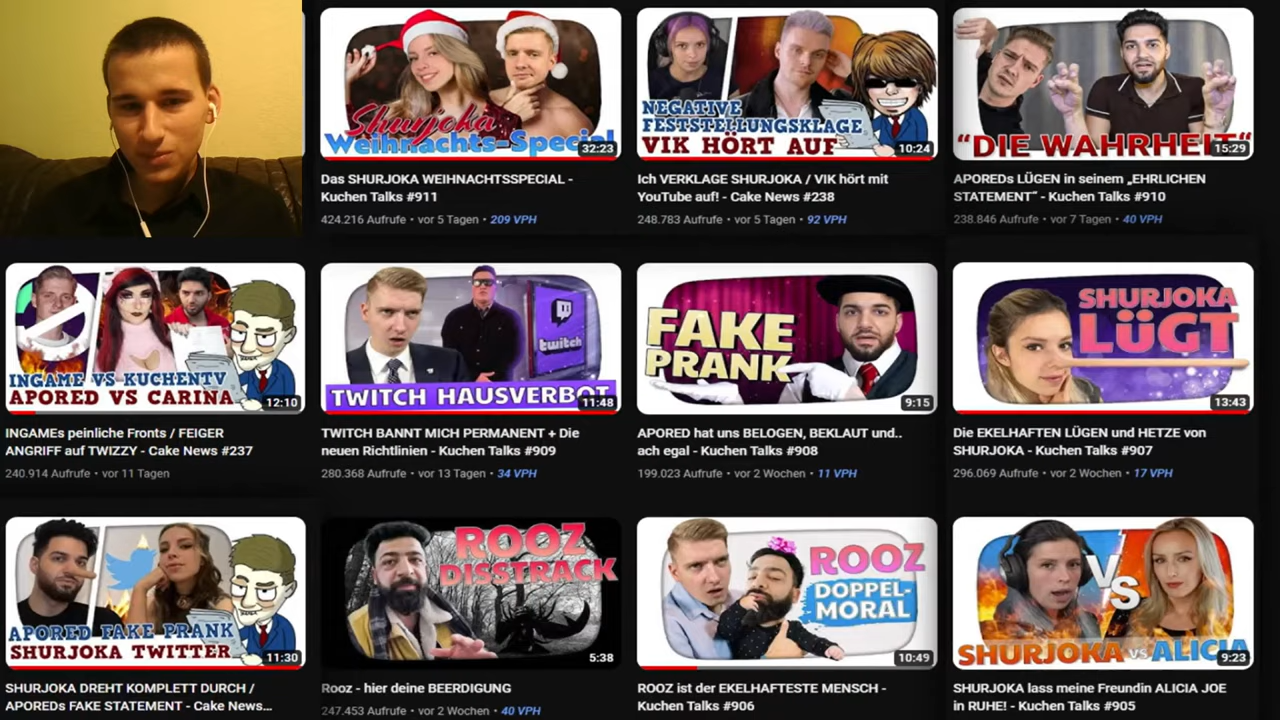 Shurjoka
Weihnachts-Special
32:23
Das SHURJOKA WEIHNACHTSSPECIAL -
Kuchen Talks #911
424.216 Aufrufe • vor 5 Tagen • 209 VPH
NEGATIVE
FESTSTELLUNGSKLAGE
VIK HÖRT AUF
10:24
Ich VERKLAGE SHURJOKA / VIK hört mit
YouTube auf! - Cake News #238
248.783 Aufrufe • vor 5 Tagen • 92 VPH
“DIE WAHRHEIT“
15:29
APOREDs LÜGEN in seinem „EHRLICHEN
STATEMENT“ - Kuchen Talks #910
238.846 Aufrufe • vor 7 Tagen • 40 VPH
INGAME VS KUCHENTV
APORED VS CARINA
12:10
INGAMEs peinliche Fronts / FEIGER
ANGRIFF auf TWIZZY - Cake News #237
240.914 Aufrufe • vor 11 Tagen
twitch
TWITCH HAUSVERBOT
11:48
TWITCH BANNT MICH PERMANENT + Die
neuen Richtlinien - Kuchen Talks #909
280.368 Aufrufe • vor 13 Tagen • 34 VPH
FAKE
PRANK
9:15
APORED hat uns BELOGEN, BEKLAUT und..
ach egal - Kuchen Talks #908
199.023 Aufrufe • vor 2 Wochen • 11 VPH
SHURJOKA
LÜGT
13:43
Die EKELHAFTEN LÜGEN und HETZE von
SHURJOKA - Kuchen Talks #907
296.069 Aufrufe • vor 2 Wochen • 17 VPH
APORED FAKE PRANK
SHURJOKA TWITTER
11:30
SHURJOKA DREHT KOMPLETT DURCH /
APOREDs FAKE STATEMENT - Cake News...
ROOZ
DISSTRACK
5:38
Rooz - hier deine BEERDIGUNG
247.453 Aufrufe • vor 2 Wochen • 40 VPH
ROOZ
DOPPEL-
MORAL
10:49
ROOZ ist der EKELHAFTESTE MENSCH -
Kuchen Talks #906
VS
SHURJOKA VS ALICIA
9:23
SHURJOKA lass meine Freundin ALICIA JOE
in RUHE! - Kuchen Talks #905